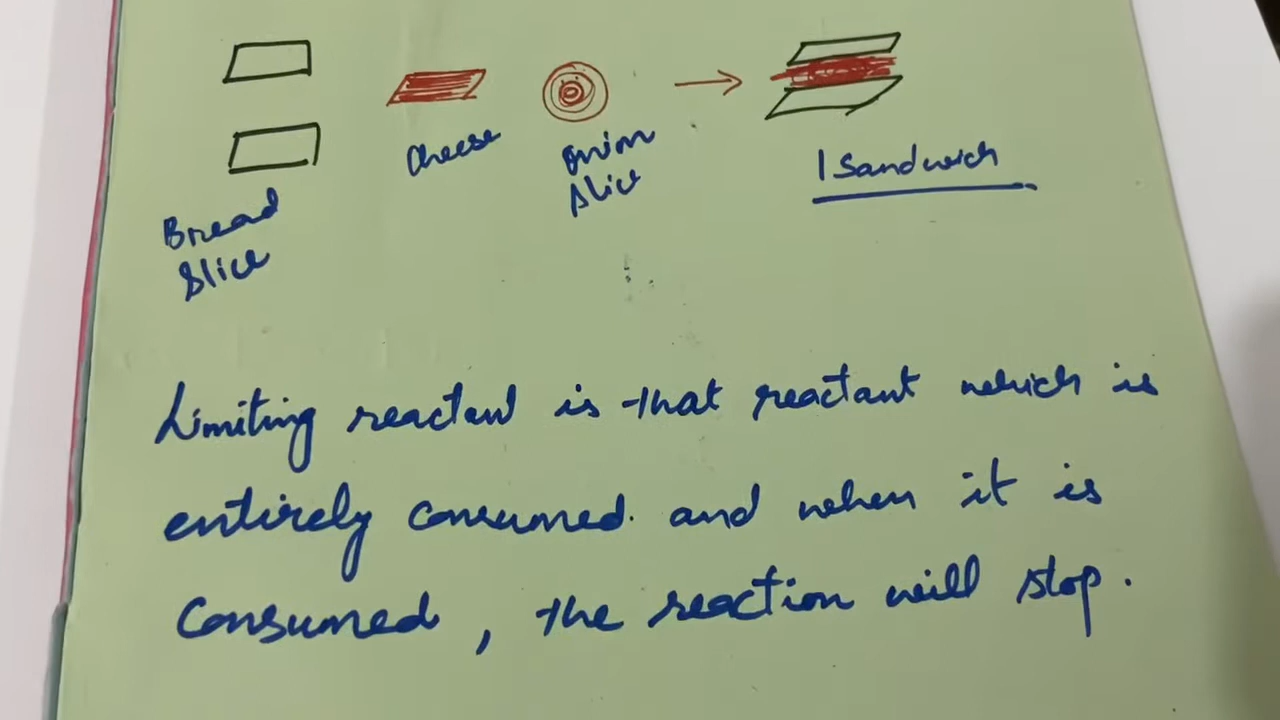 Bread
Slice
Cheese
Onion
Slice
1 Sandwich
Limiting reactant is that reactant which is
entirely consumed. and when it is
Consumed, the reaction will stop.